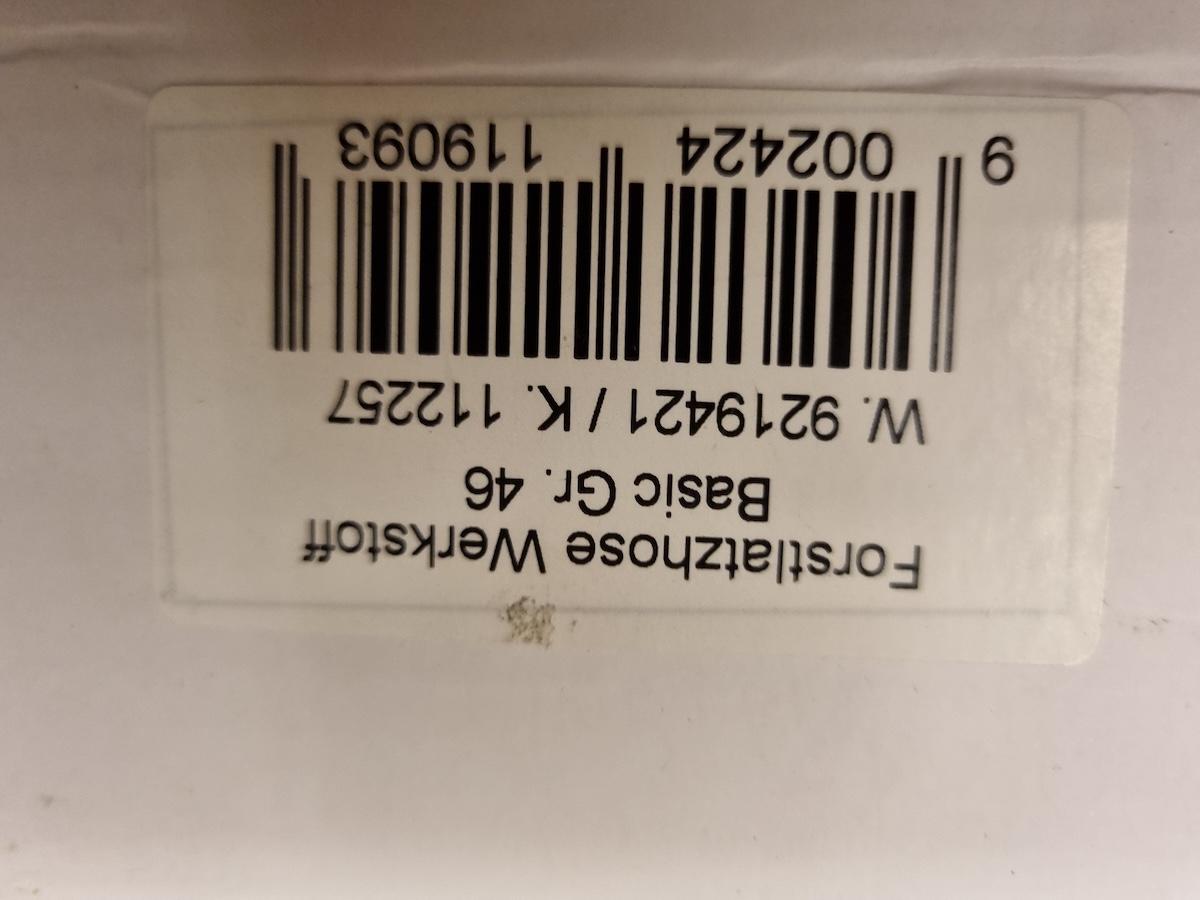 Forstlatzhose Werkstoff
Basic Gr. 46
W. 9219421 / K. 112257
9 002424 119093